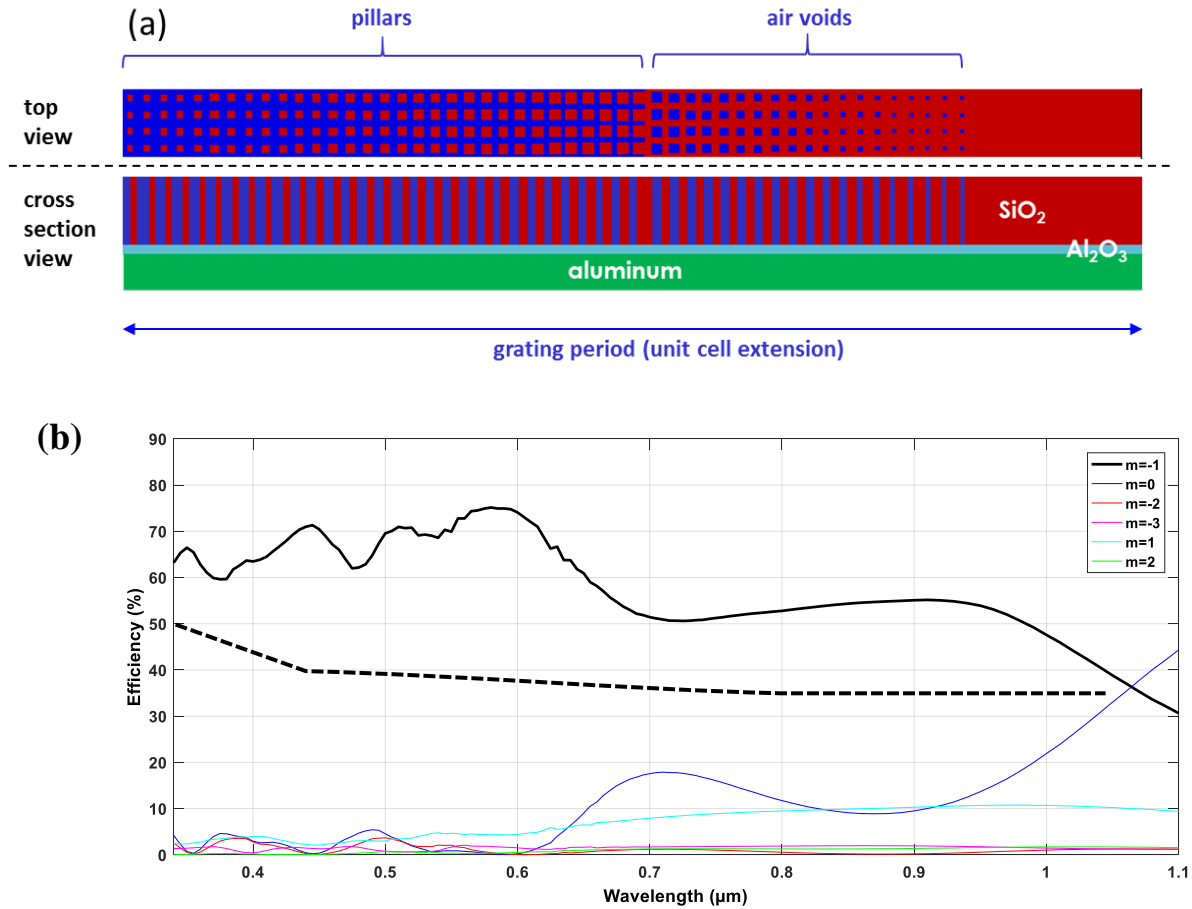 (a)
pillars
air voids
top
view
cross
section
view
SiO₂
Al₂O₃
aluminum
grating period (unit cell extension)
(b)
90
80
70
60
50
40
30
20
10
0
Efficiency (%)
m=-1
m=0
m=-2
m=-3
m=1
m=2
0.4 0.5 0.6 0.7 0.8 0.9 1 1.1
Wavelength (μm)